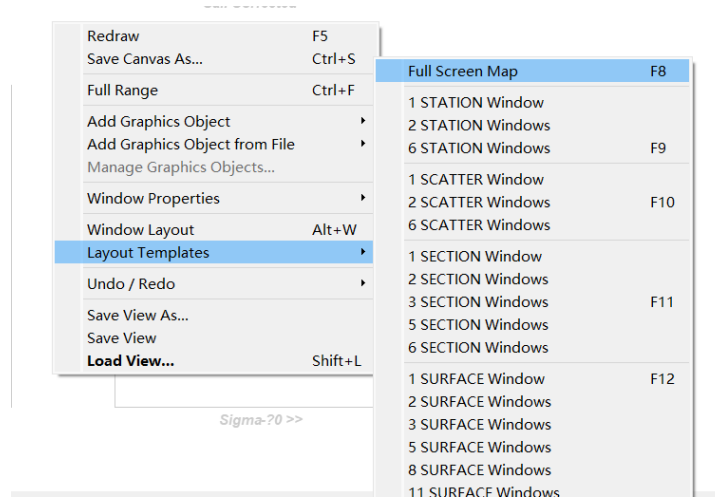 Redraw F5
Save Canvas As... Ctrl+S
Full Range Ctrl+F
Add Graphics Object
Add Graphics Object from File
Manage Graphics Objects...
Window Properties
Window Layout Alt+W
Layout Templates
Undo / Redo
Save View As...
Save View
Load View... Shift+L
Full Screen Map F8
1 STATION Window
2 STATION Windows
6 STATION Windows F9
1 SCATTER Window
2 SCATTER Windows F10
6 SCATTER Windows
1 SECTION Window
2 SECTION Windows
3 SECTION Windows F11
5 SECTION Windows
6 SECTION Windows
1 SURFACE Window F12
2 SURFACE Windows
3 SURFACE Windows
5 SURFACE Windows
8 SURFACE Windows
11 SURFACE Windows
Sigma-?0 >>